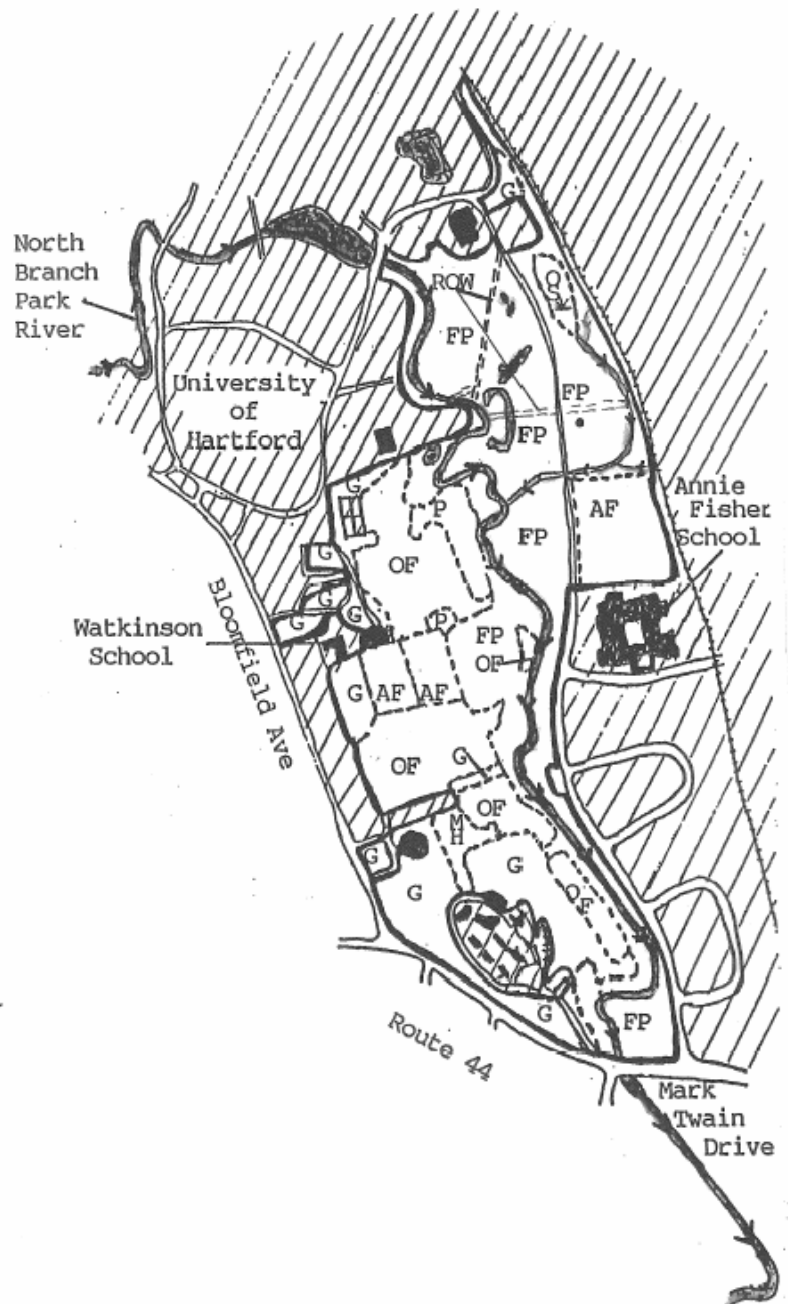 G
North
Branch
Park
River
ROW
O
FP
University
of
Hartford
FP
FP
Annie
Fisher
School
G
P
AF
FP
OF
G
G
G
G
Bloomfield Ave
Watkinson
School
P
FP
OF
G
AF
AF
OF
G
OF
M
H
G
G
G
OF
G
FP
Route 44
Mark
Twain
Drive